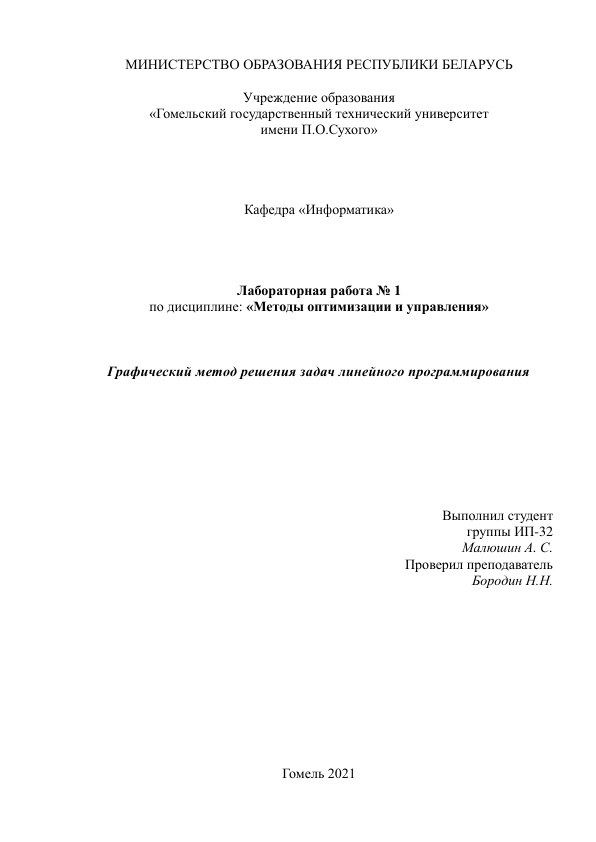 МИНИСТЕРСТВО ОБРАЗОВАНИЯ РЕСПУБЛИКИ БЕЛАРУСЬ
Учреждение образования
«Гомельский государственный технический университет
имени П.О.Сухого»
Кафедра «Информатика»
Лабораторная работа № 1
по дисциплине: «Методы оптимизации и управления»
Графический метод решения задач линейного программирования
Выполнил студент
группы ИП-32
Малюшин А. С.
Проверил преподаватель
Бородин Н.Н.
Гомель 2021